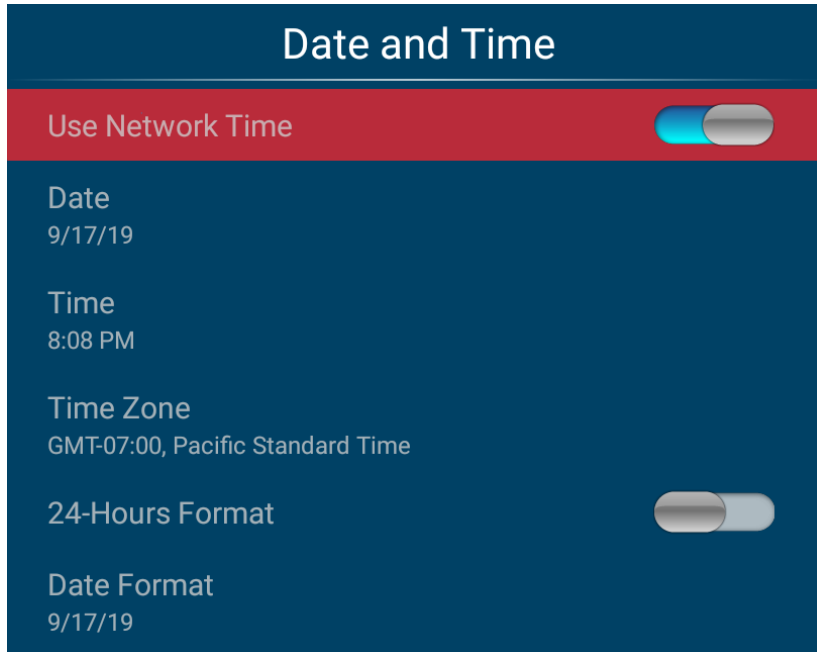 Date and Time
Use Network Time
Date
9/17/19
Time
8:08 PM
Time Zone
GMT-07:00, Pacific Standard Time
24-Hours Format
Date Format
9/17/19